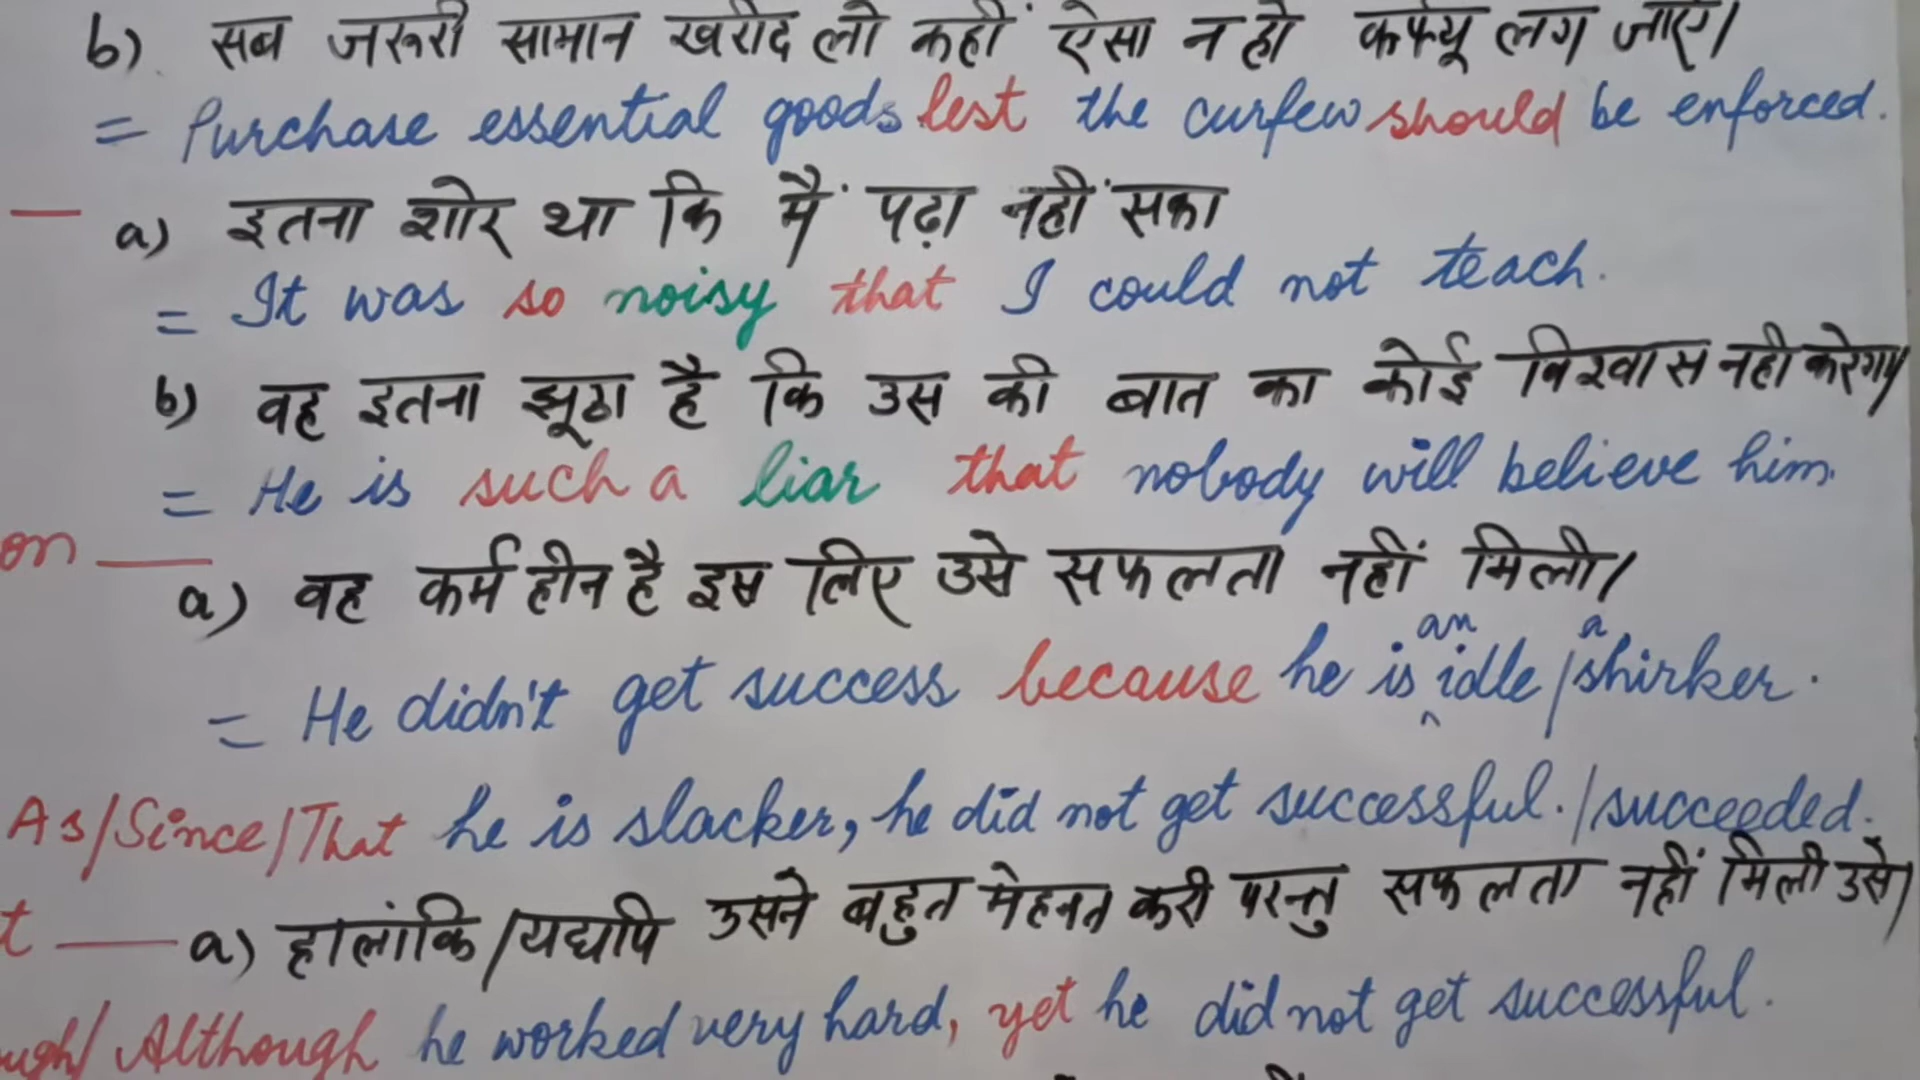 b) सब जरूरी सामान खरीद लो कहीं ऐसा न हो कर्फ्यू लग जाए।
= Purchase essential goods lest the curfew should be enforced.
— a) इतना शोर था कि मैं पढ़ा नहीं सका
= It was so noisy that I could not teach.
b) वह इतना झूठा है कि उस की बात का कोई विश्वास नही करेगा।
= He is such a liar that nobody will believe him.
on — a) वह कर्म हीन है इस लिए उसे सफलता नहीं मिली।
= He didn't get success because he is an idle / a shirker.
As/Since/That he is slacker, he did not get successful. / succeeded.
t — a) हालांकि / यद्यपि उसने बहुत मेहनत करी परन्तु सफलता नहीं मिली उसे।
ugh/ Although he worked very hard, yet he did not get successful.